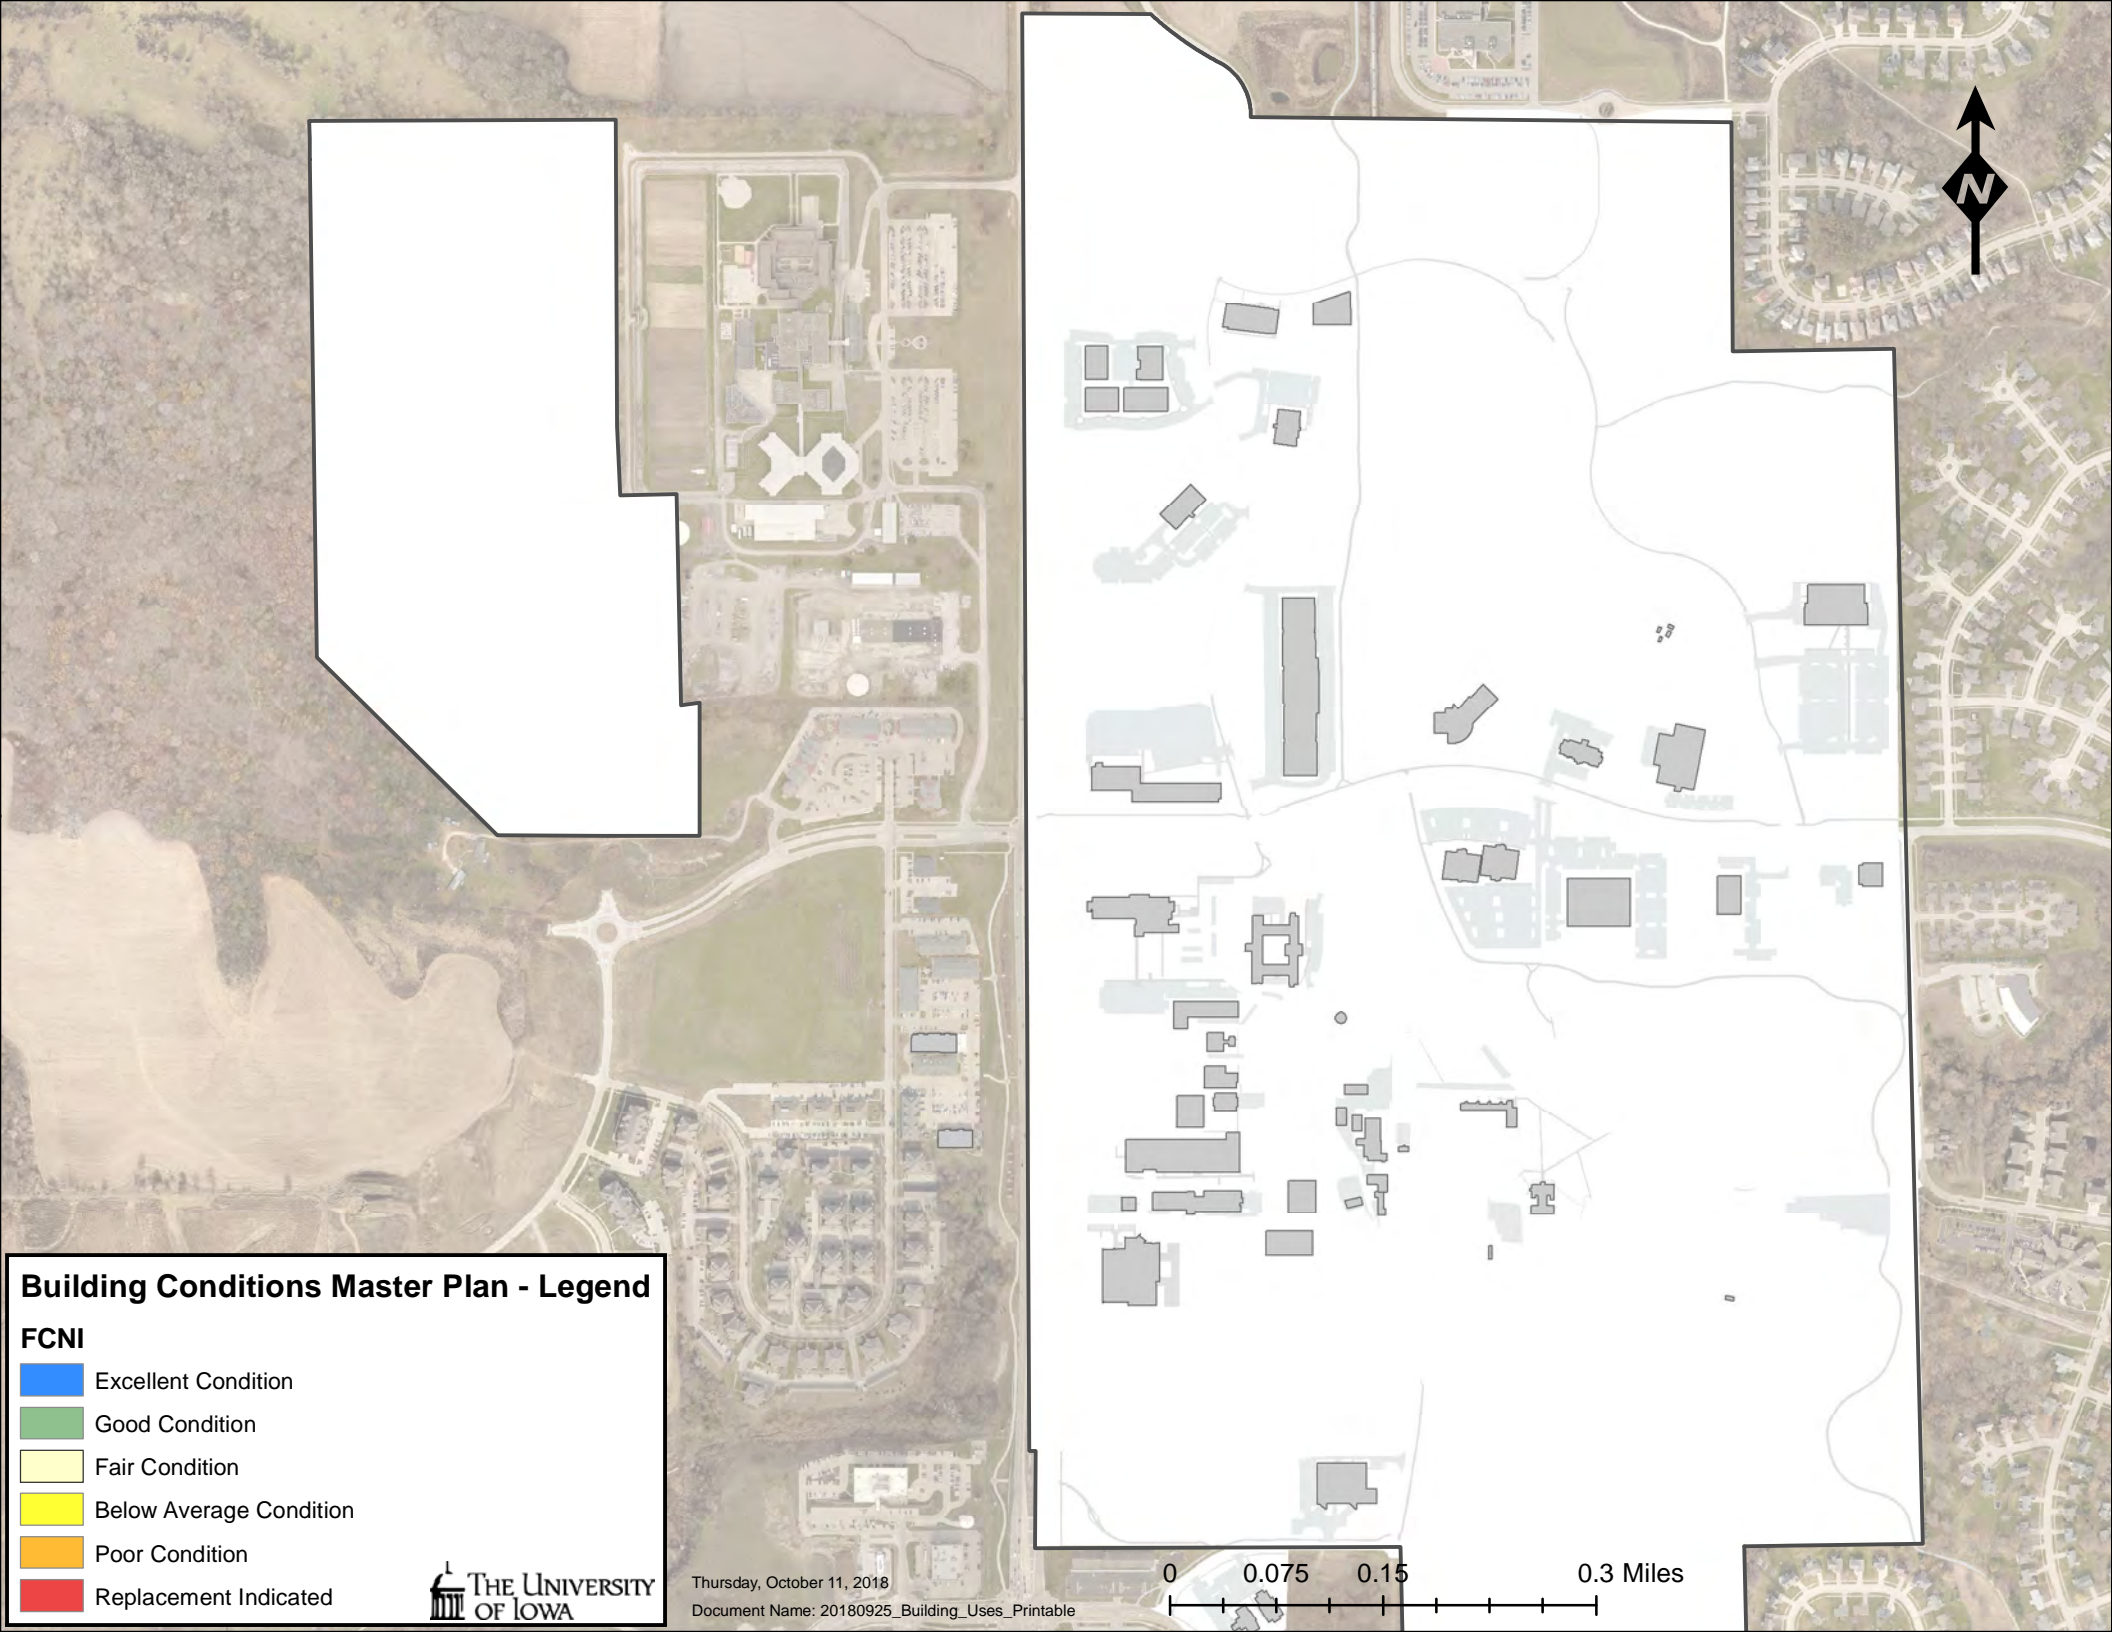 N
Building Conditions Master Plan - Legend
FCNI
Excellent Condition
Good Condition
Fair Condition
Below Average Condition
Poor Condition
Replacement Indicated
THE UNIVERSITY
OF IOWA
Thursday, October 11, 2018
Document Name: 20180925_Building_Uses_Printable
0 0.075 0.15 0.3 Miles